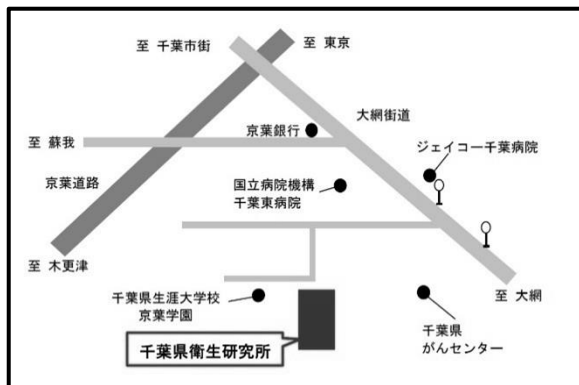 至 千葉市街
至 東京
大網街道
京葉銀行
至 蘇我
ジェイコー千葉病院
京葉道路
国立病院機構
千葉東病院
至 木更津
至 大網
千葉県生涯大学校
京葉学園
千葉県
がんセンター
千葉県衛生研究所